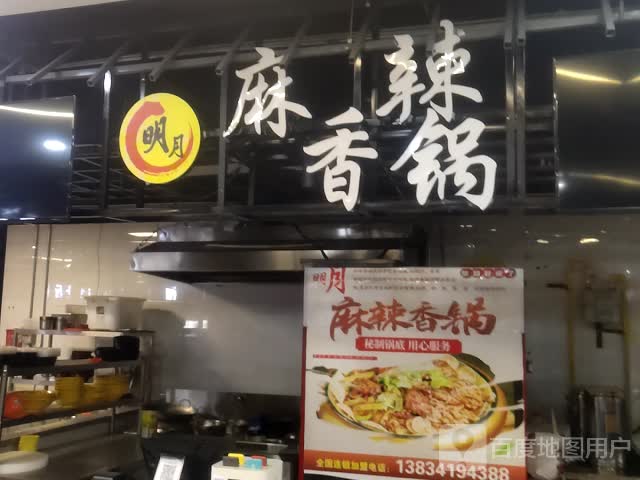 明月
麻辣
香锅
明月
麻辣香锅
秘制锅底 用心服务
全国连锁加盟电话: 13834194388
百度地图用户